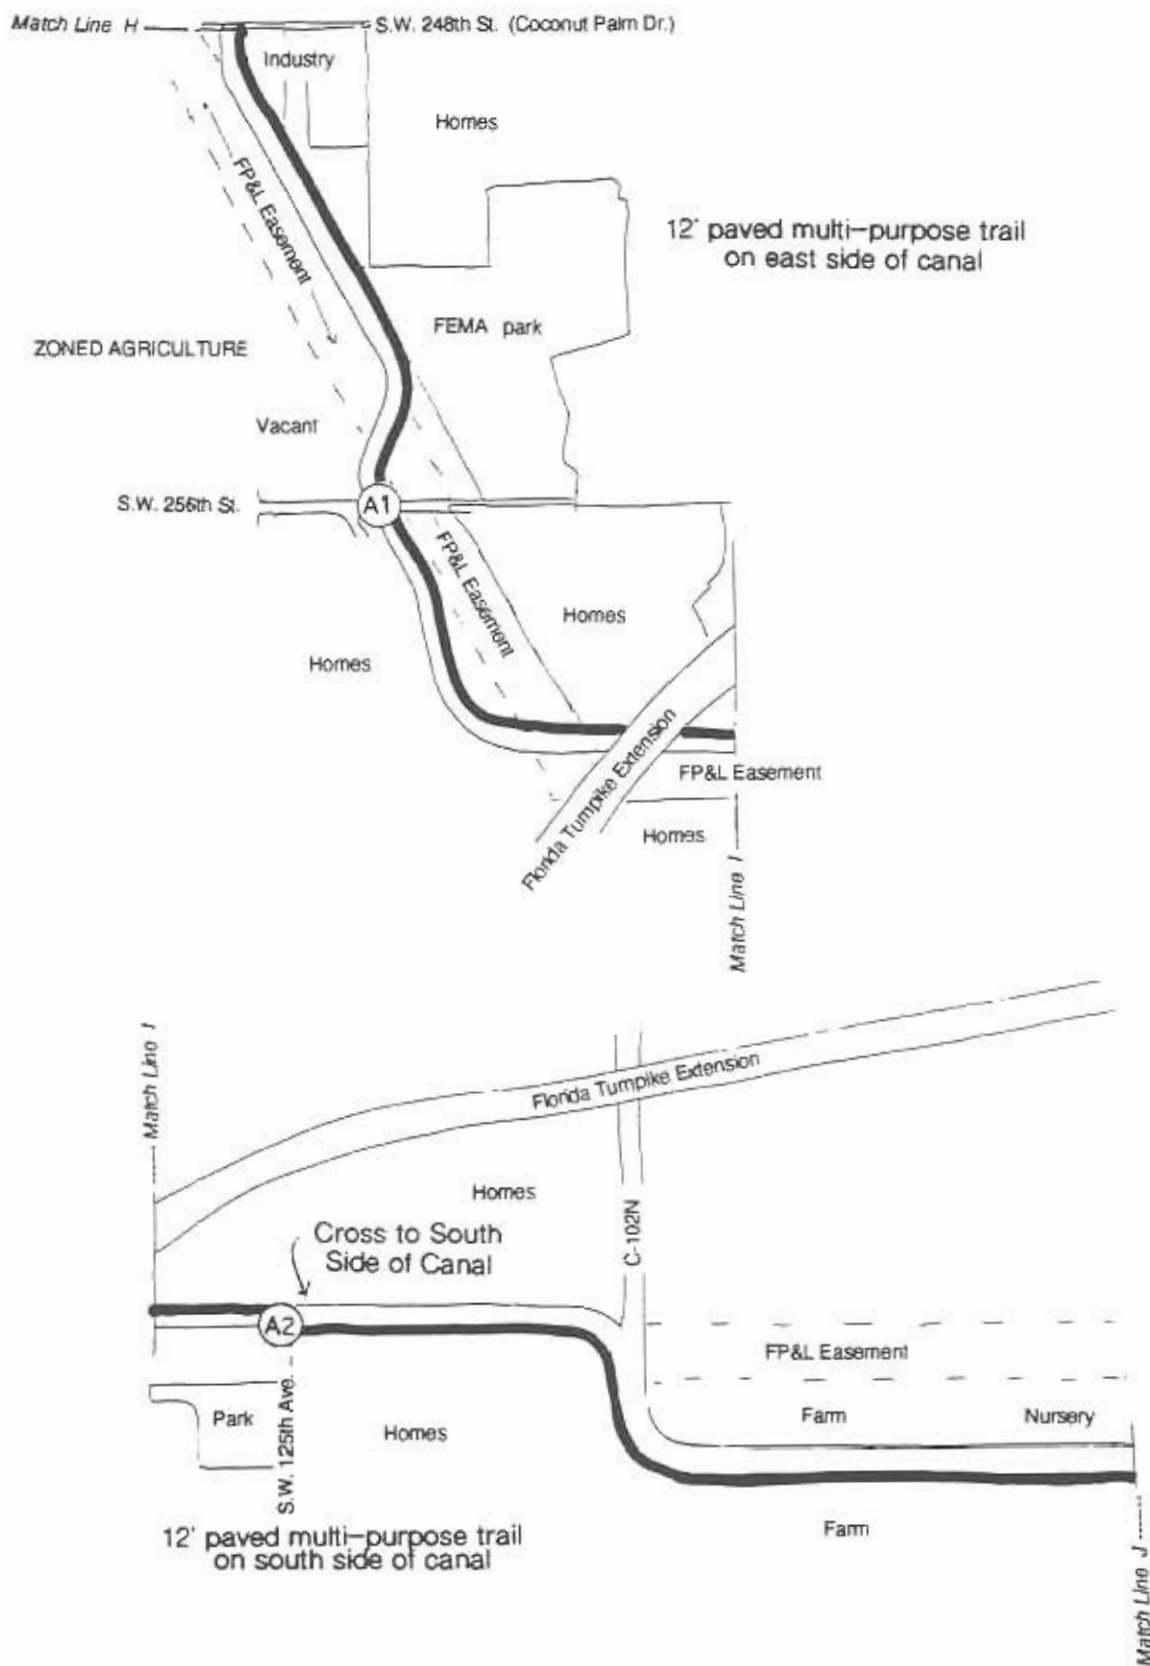 Match Line H
S.W. 248th St. (Coconut Palm Dr.)
Industry
Homes
FP&L Easement
12' paved multi-purpose trail
on east side of canal
FEMA park
ZONED AGRICULTURE
Vacant
S.W. 256th St.
A1
FP&L Easement
Homes
Homes
Florida Turnpike Extension
FP&L Easement
Homes
Match Line I
Match Line I
Florida Turnpike Extension
Homes
C-102N
Cross to South
Side of Canal
A2
FP&L Easement
Park
S.W. 125th Ave.
Homes
Farm
Nursery
12' paved multi-purpose trail
on south side of canal
Farm
Match Line J